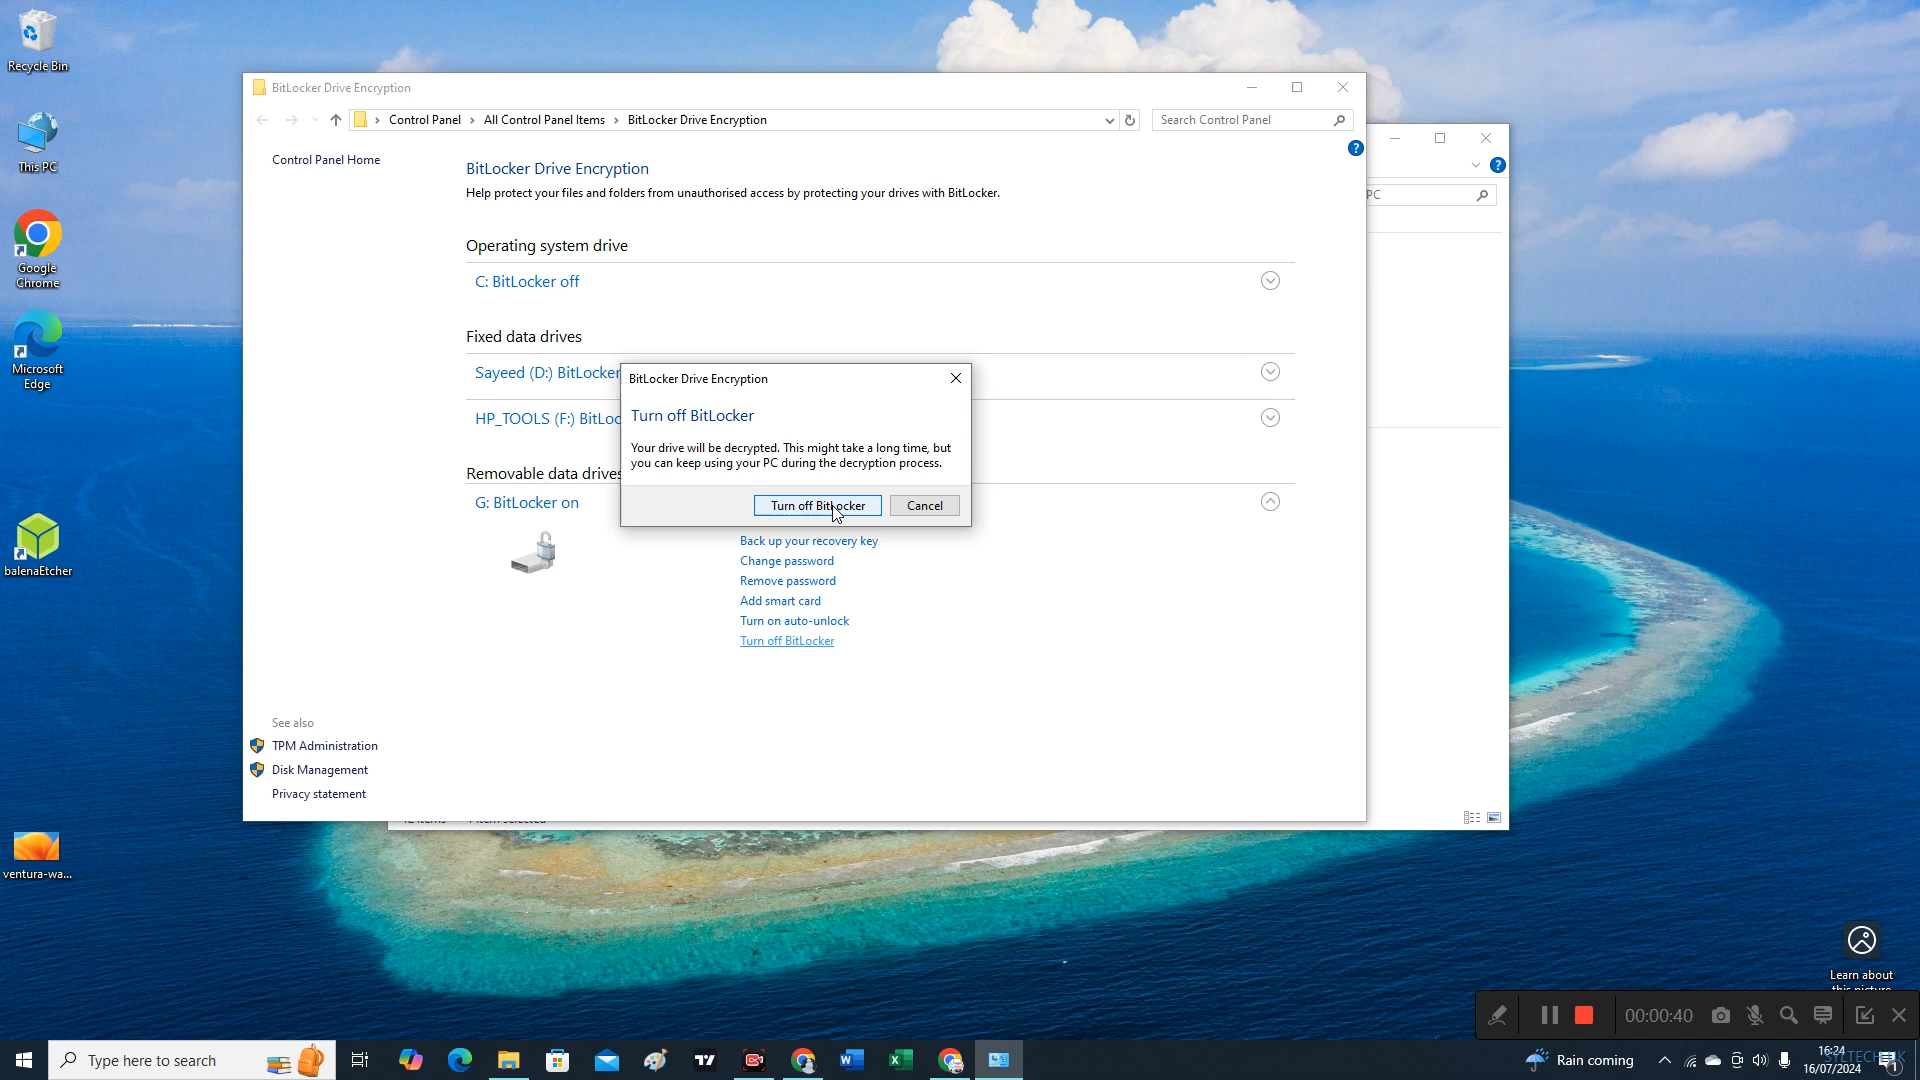 Recycle Bin
This PC
Google
Chrome
Microsoft
Edge
balenaEtcher
ventura-wa...
BitLocker Drive Encryption
Control Panel
All Control Panel Items
BitLocker Drive Encryption
Search Control Panel
PC
Control Panel Home
BitLocker Drive Encryption
Help protect your files and folders from unauthorised access by protecting your drives with BitLocker.
Operating system drive
C: BitLocker off
Fixed data drives
Sayeed (D:) BitLocker
HP_TOOLS (F:) BitLoc
Removable data drives
G: BitLocker on
BitLocker Drive Encryption
Turn off BitLocker
Your drive will be decrypted. This might take a long time, but
you can keep using your PC during the decryption process.
Turn off BitLocker
Cancel
Back up your recovery key
Change password
Remove password
Add smart card
Turn on auto-unlock
Turn off BitLocker
See also
TPM Administration
Disk Management
Privacy statement
Learn about
this picture
00:00:40
Type here to search
Rain coming
16:24
16/07/2024
1